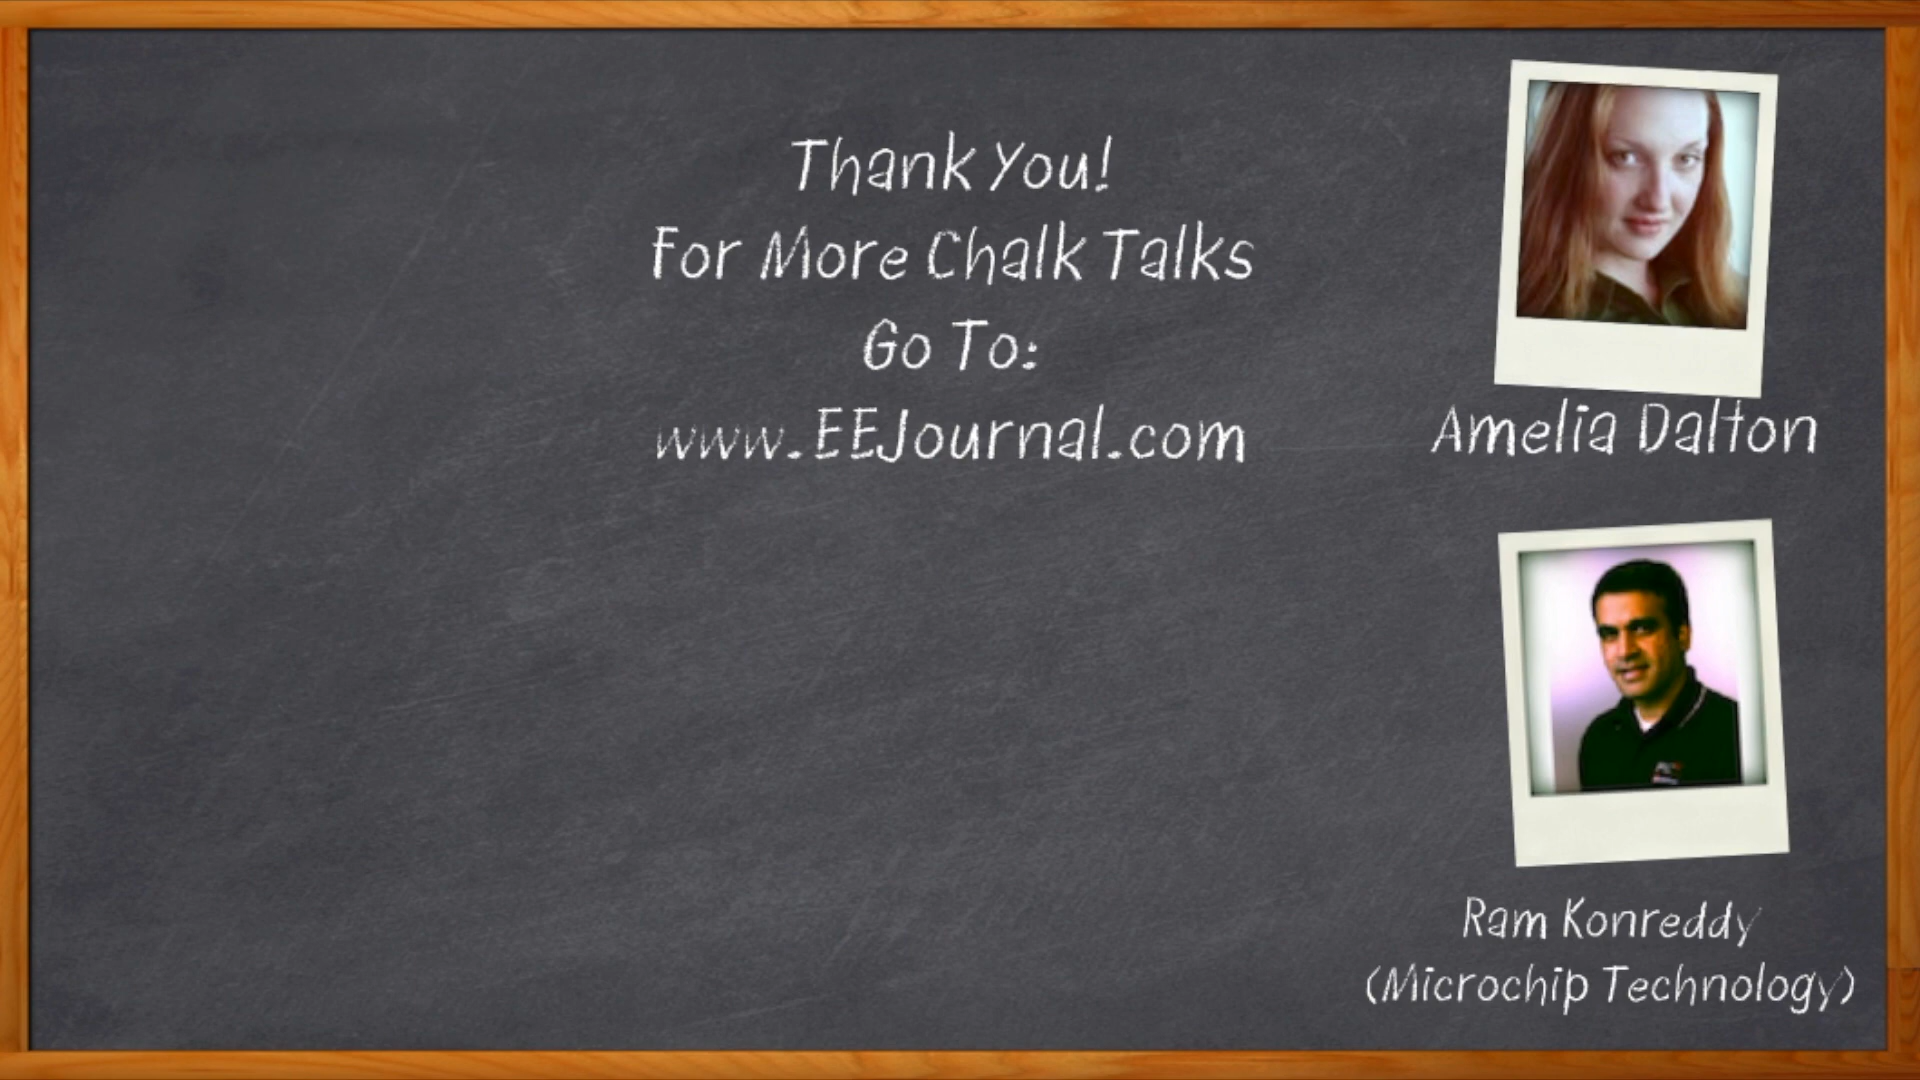 Thank You!
For More Chalk Talks
Go To:
www.EEJournal.com
Amelia Dalton
Ram Konreddy
(Microchip Technology)